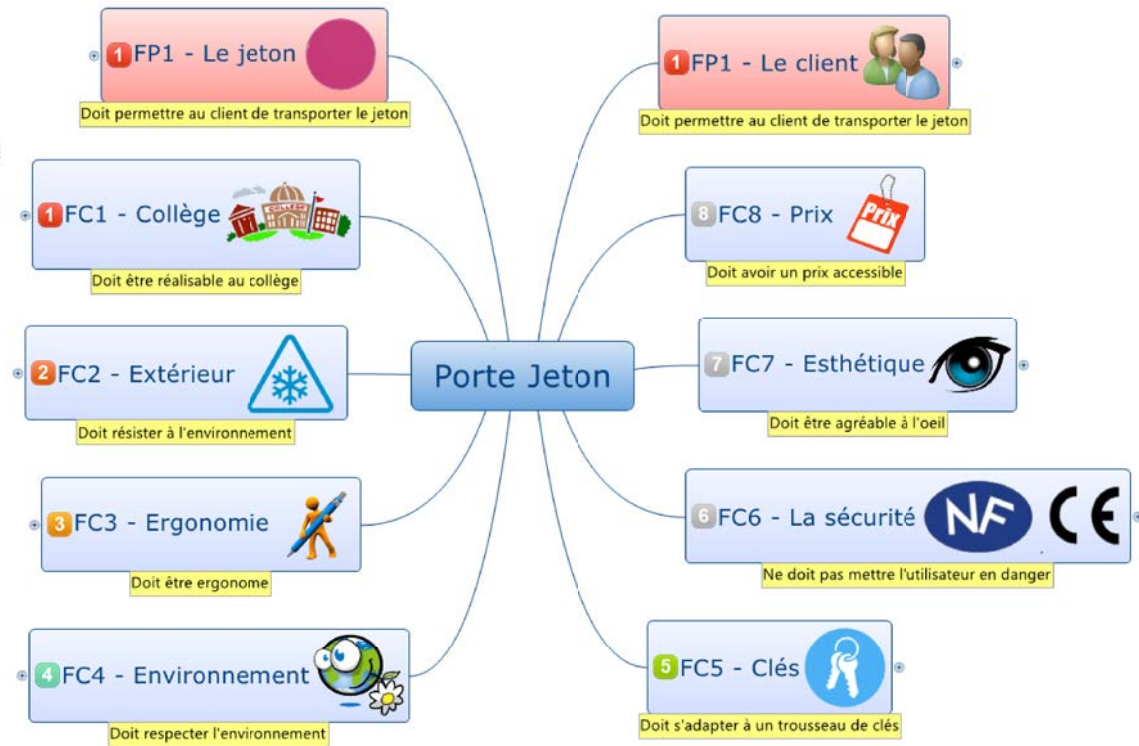 1 FP1 - Le jeton
Doit permettre au client de transporter le jeton
1 FP1 - Le client
Doit permettre au client de transporter le jeton
1 FC1 - Collège
COLLEGE
Doit être réalisable au collège
8 FC8 - Prix
Prix
Doit avoir un prix accessible
2 FC2 - Extérieur
Doit résister à l'environnement
Porte Jeton
7 FC7 - Esthétique
Doit être agréable à l'oeil
3 FC3 - Ergonomie
Doit être ergonome
6 FC6 - La sécurité
NF
CE
Ne doit pas mettre l'utilisateur en danger
4 FC4 - Environnement
Doit respecter l'environnement
5 FC5 - Clés
Doit s'adapter à un trousseau de clés